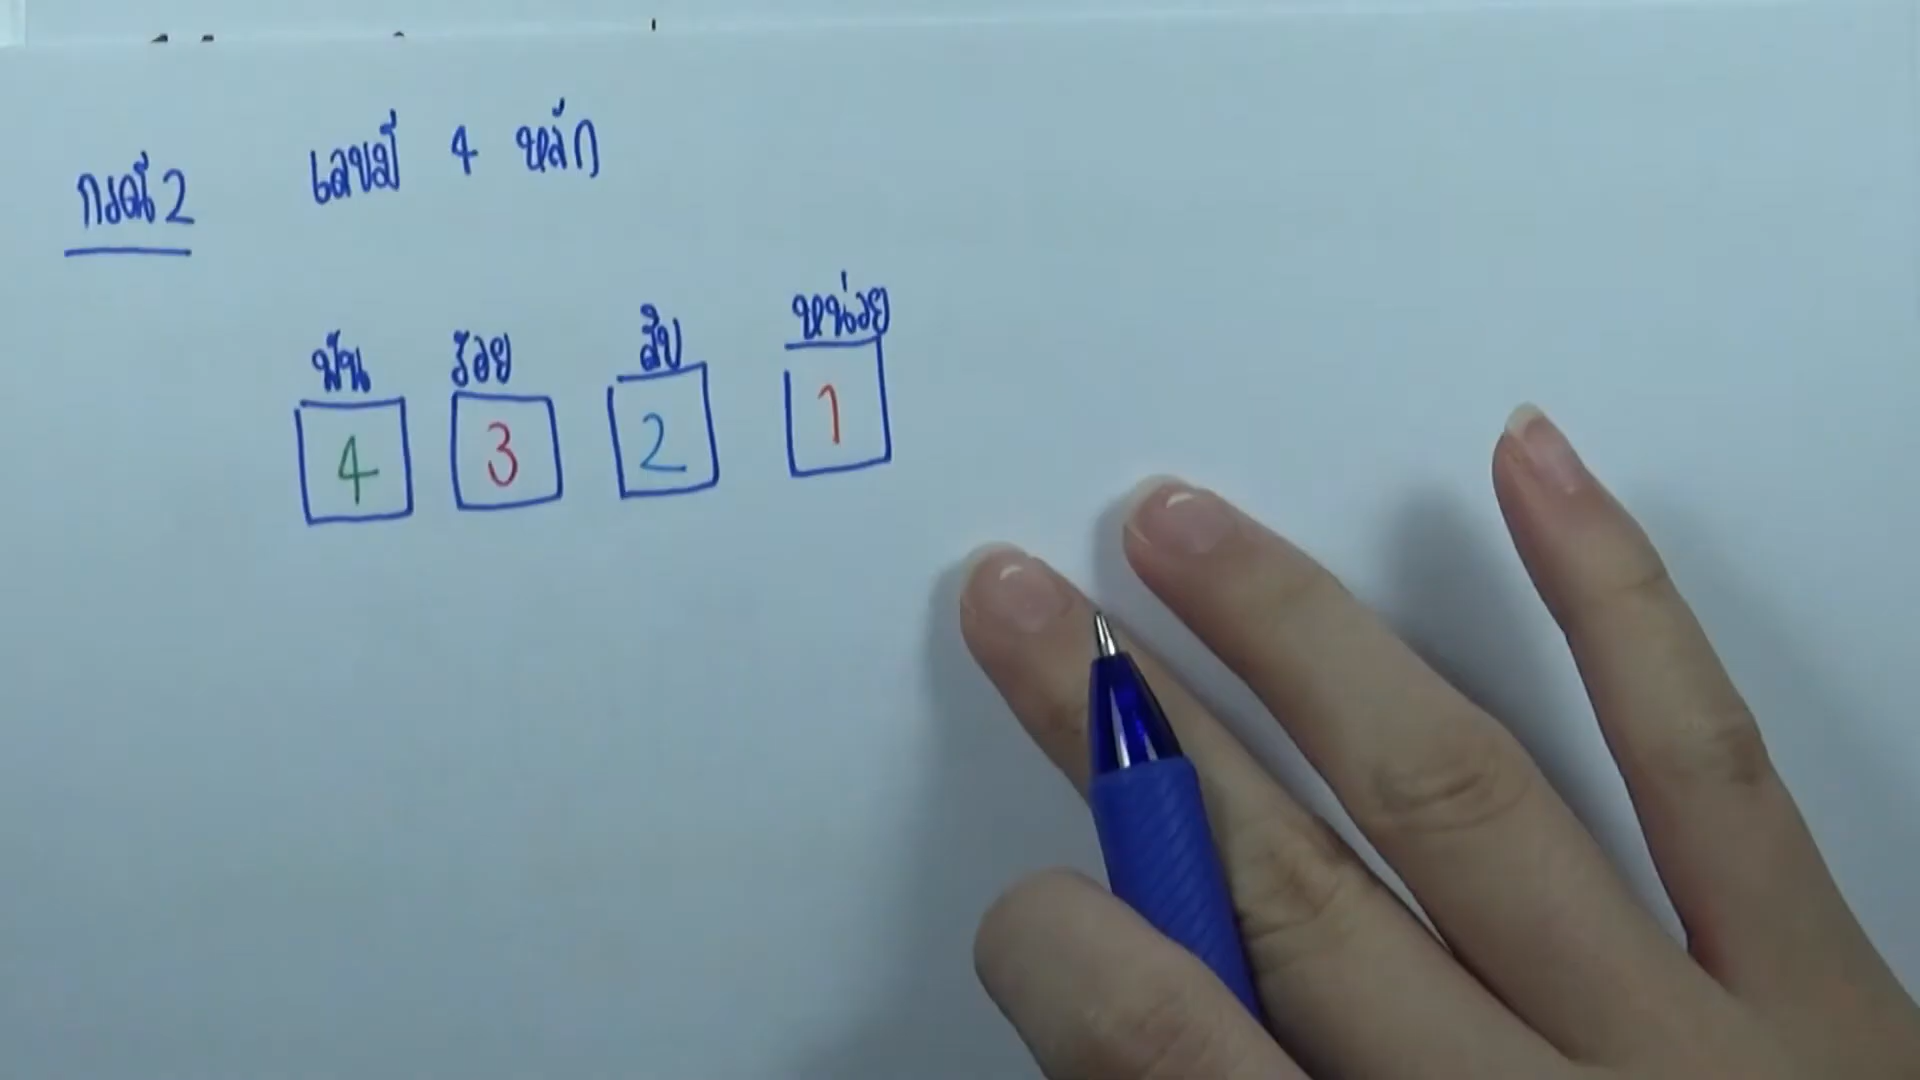 กรณี 2 เลขมี 4 หลัก
พัน ร้อย สิบ หน่วย
4 3 2 1